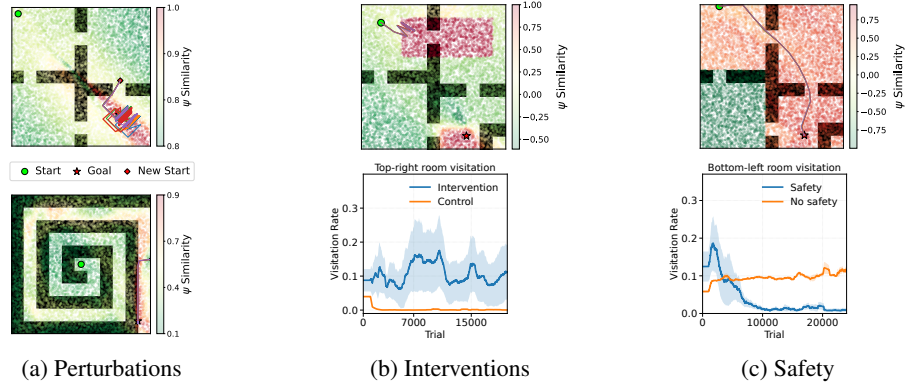 1.0
0.9
0.8
0.8
ψ Similarity
Start
Goal
New Start
0.9
0.7
0.4
0.1
ψ Similarity
(a) Perturbations
1.00
0.75
0.50
0.25
0.00
−0.25
−0.50
ψ Similarity
Top-right room visitation
Intervention
Control
0.3
0.2
0.1
0.0
Visitation Rate
0
7000
15000
Trial
(b) Interventions
0.75
0.50
0.25
0.00
−0.25
−0.50
−0.75
ψ Similarity
Bottom-left room visitation
Safety
No safety
0.3
0.2
0.1
0.0
Visitation Rate
0
10000
20000
Trial
(c) Safety